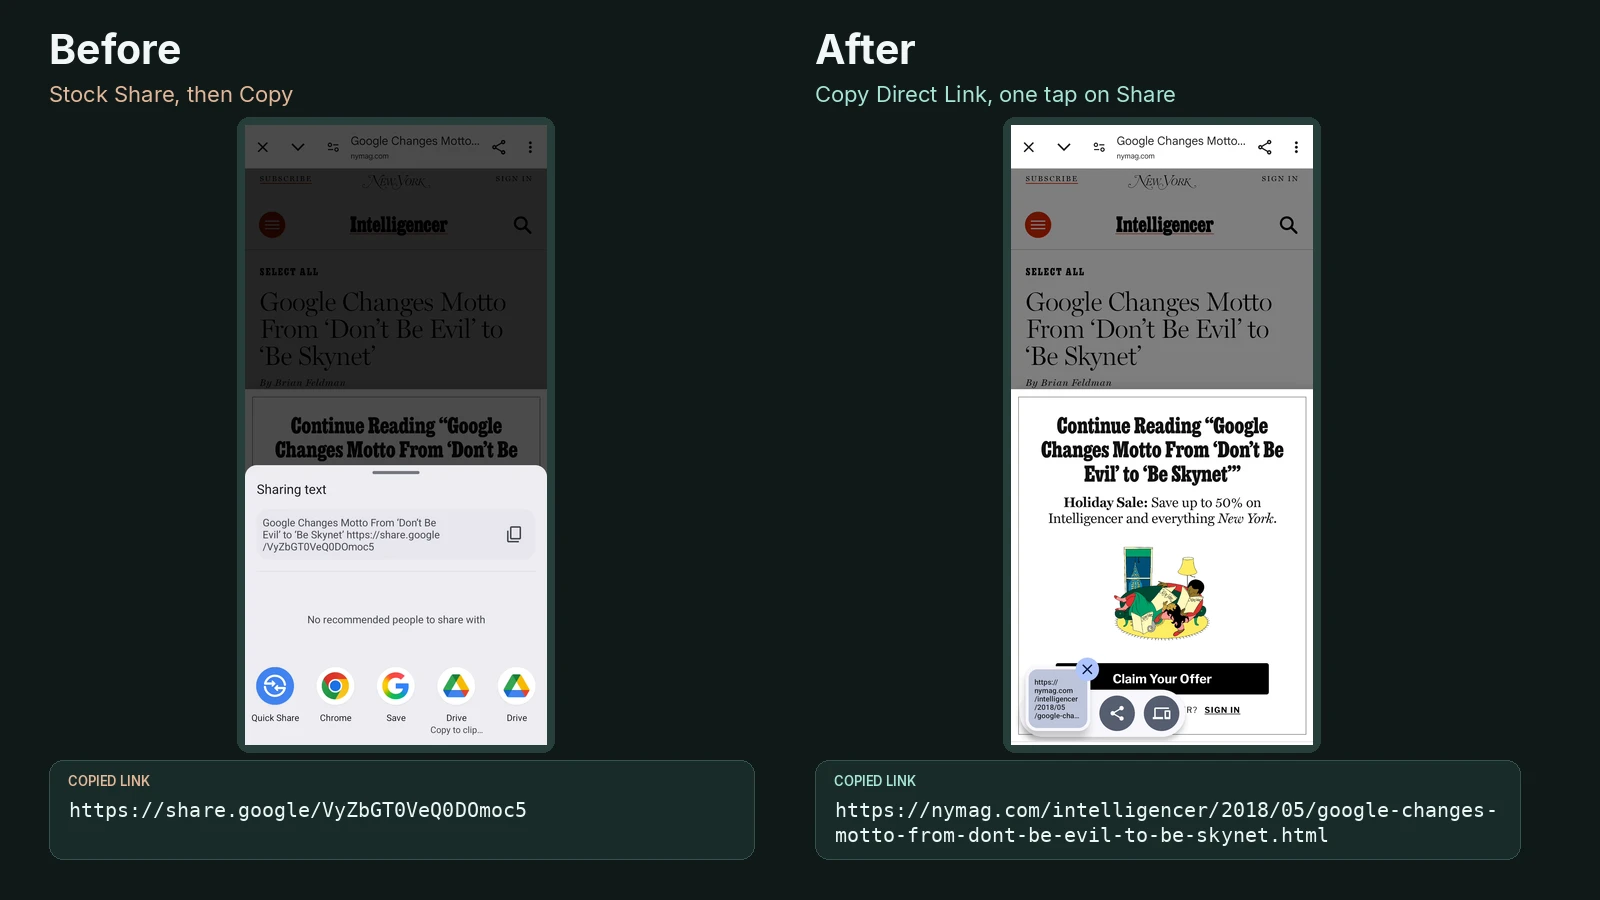 Before
Stock Share, then Copy
Google Changes Motto...
nymag.com
SUBSCRIBE
NEW YORK
SIGN IN
Intelligencer
SELECT ALL
Google Changes Motto
From ‘Don’t Be Evil’ to
‘Be Skynet’
By Brian Feldman
Continue Reading “Google
Changes Motto From ‘Don’t Be
Sharing text
Google Changes Motto From ‘Don’t Be
Evil’ to ‘Be Skynet’ https://share.google
/VyZbGT0VeQ0DOmoc5
No recommended people to share with
Quick Share
Chrome
Save
Drive
Copy to clip...
Drive
COPIED LINK
https://share.google/VyZbGT0VeQ0DOmoc5
After
Copy Direct Link, one tap on Share
Google Changes Motto...
nymag.com
SUBSCRIBE
NEW YORK
SIGN IN
Intelligencer
SELECT ALL
Google Changes Motto
From ‘Don’t Be Evil’ to
‘Be Skynet’
By Brian Feldman
Continue Reading “Google
Changes Motto From ‘Don’t Be
Evil’ to ‘Be Skynet’”
Holiday Sale: Save up to 50% on
Intelligencer and everything New York.
Claim Your Offer
R? SIGN IN
https://
nymag.com
/intelligencer
/2018/05
/google-cha...
COPIED LINK
https://nymag.com/intelligencer/2018/05/google-changes-
motto-from-dont-be-evil-to-be-skynet.html